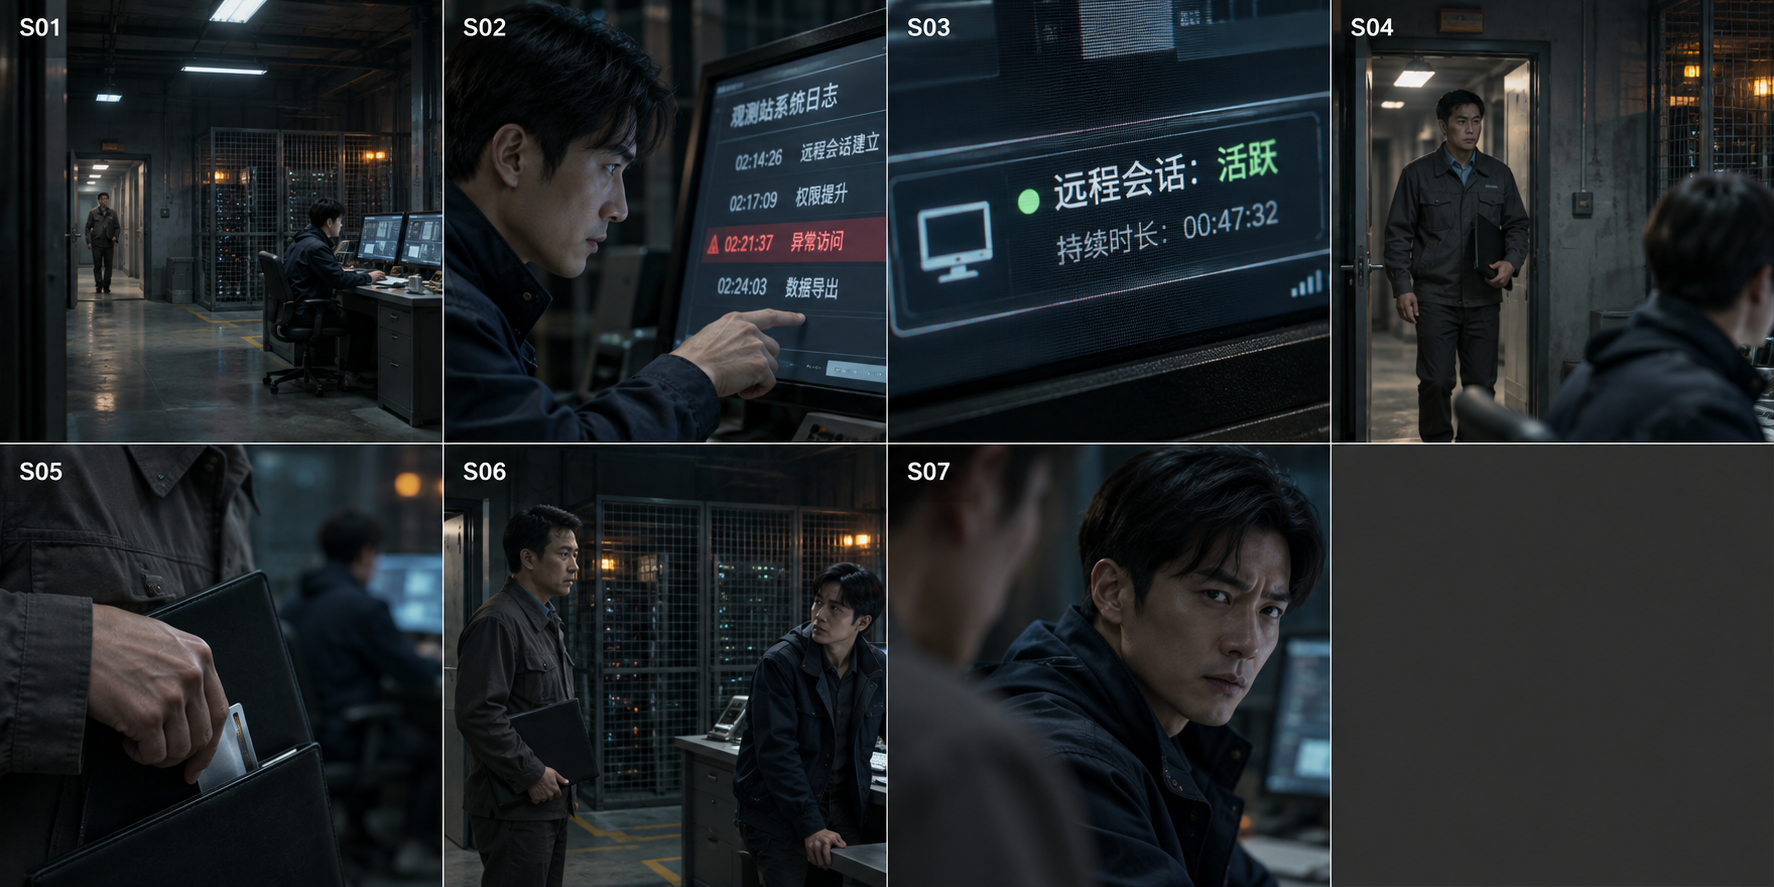 S01
S02
观测站系统日志
02:14:26 远程会话建立
02:17:09 权限提升
02:21:37 异常访问
02:24:03 数据导出
S03
远程会话：活跃
持续时长：00:47:32
S04
S05
S06
S07